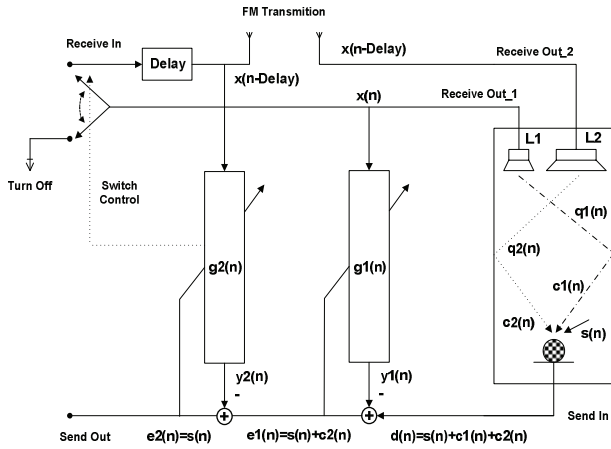 FM Transmition
Receive In
Delay
x(n-Delay)
x(n-Delay)
Receive Out_2
x(n)
Receive Out_1
L1
L2
Turn Off
Switch
Control
q1(n)
q2(n)
g2(n)
g1(n)
c1(n)
c2(n)
s(n)
y2(n)
y1(n)
-
-
Send In
Send Out
e2(n)=s(n)
e1(n)=s(n)+c2(n)
d(n)=s(n)+c1(n)+c2(n)